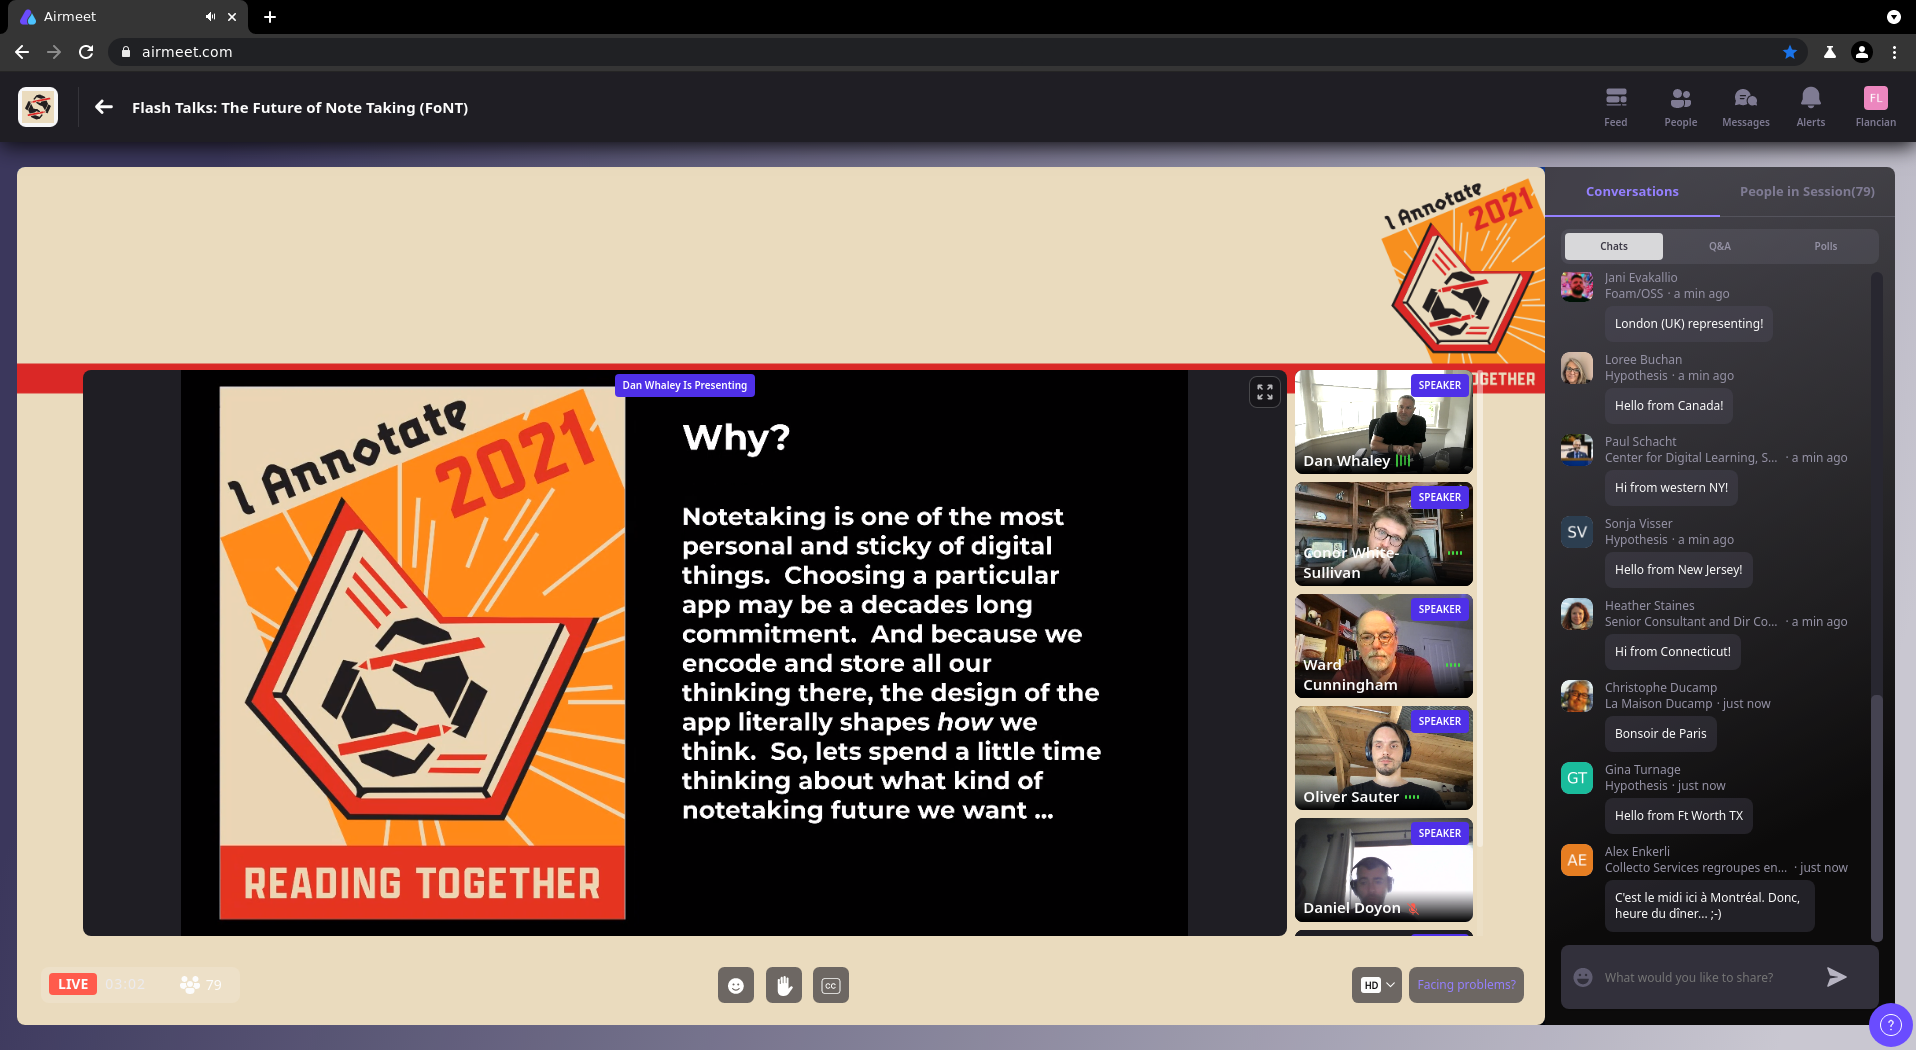 Airmeet
airmeet.com
Flash Talks: The Future of Note Taking (FoNT)
Feed
People
Messages
Alerts
FL
Flancian
I Annotate
2021
OGETHER
Dan Whaley Is Presenting
I Annotate
2021
READING TOGETHER
Why?
Notetaking is one of the most
personal and sticky of digital
things. Choosing a particular
app may be a decades long
commitment. And because we
encode and store all our
thinking there, the design of the
app literally shapes how we
think. So, lets spend a little time
thinking about what kind of
notetaking future we want ...
SPEAKER
Dan Whaley
SPEAKER
Conor White-
Sullivan
SPEAKER
Ward
Cunningham
SPEAKER
Oliver Sauter
SPEAKER
Daniel Doyon
LIVE 03:02 79
CC
HD
Facing problems?
Conversations
People in Session(79)
Chats
Q&A
Polls
Jani Evakallio
Foam/OSS · a min ago
London (UK) representing!
Loree Buchan
Hypothesis · a min ago
Hello from Canada!
Paul Schacht
Center for Digital Learning, S... · a min ago
Hi from western NY!
SV
Sonja Visser
Hypothesis · a min ago
Hello from New Jersey!
Heather Staines
Senior Consultant and Dir Co... · a min ago
Hi from Connecticut!
Christophe Ducamp
La Maison Ducamp · just now
Bonsoir de Paris
GT
Gina Turnage
Hypothesis · just now
Hello from Ft Worth TX
AE
Alex Enkerli
Collecto Services regroupes en... · just now
C'est le midi ici à Montréal. Donc,
heure du dîner... ;-)
What would you like to share?
?